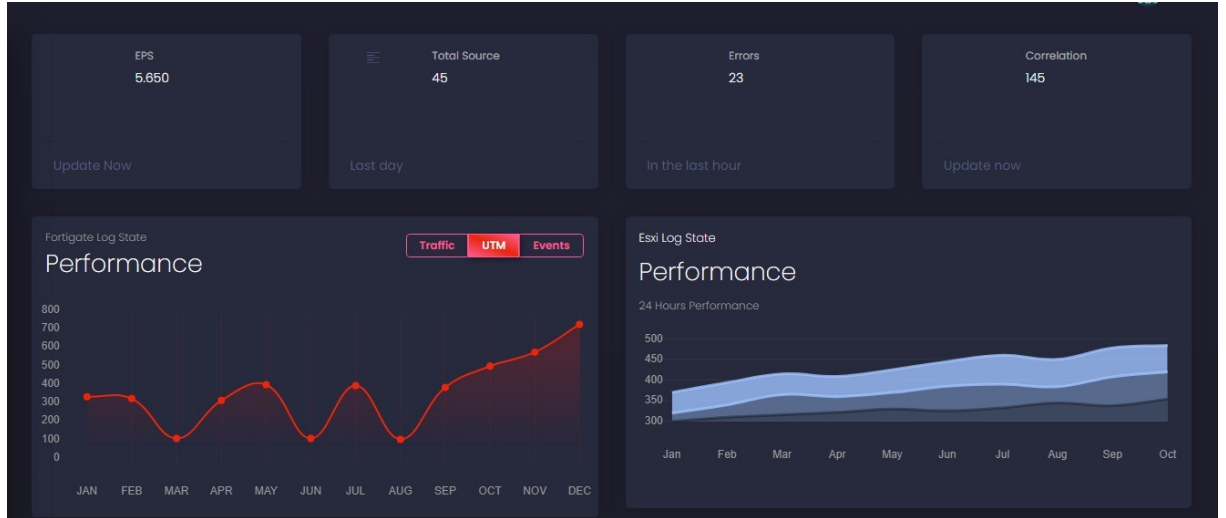 EPS
5.650
Update Now
Total Source
45
Last day
Errors
23
In the last hour
Correlation
145
Update now
Fortigate Log State
Performance
Traffic UTM Events
800
700
600
500
400
300
200
100
0
JAN FEB MAR APR MAY JUN JUL AUG SEP OCT NOV DEC
Esxi Log State
Performance
24 Hours Performance
500
450
400
350
300
Jan Feb Mar Apr May Jun Jul Aug Sep Oct